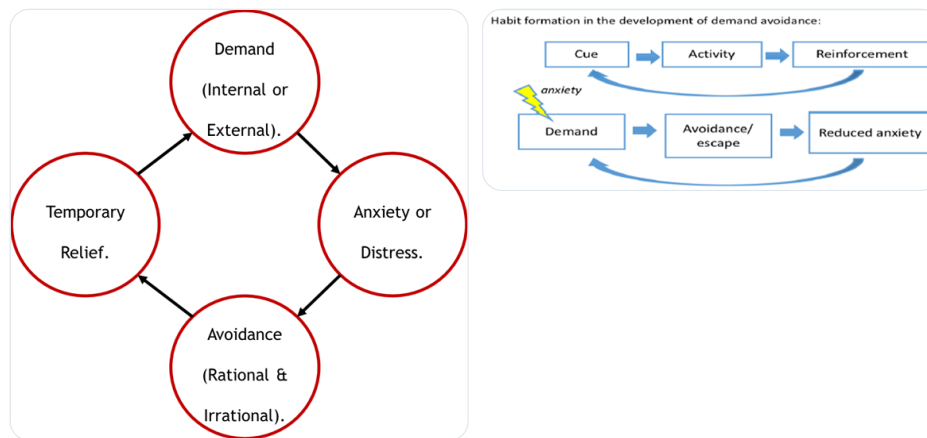 Demand
(Internal or
External).
Anxiety or
Distress.
Avoidance
(Rational &
Irrational).
Temporary
Relief.
Habit formation in the development of demand avoidance:
Cue
Activity
Reinforcement
anxiety
Demand
Avoidance/
escape
Reduced anxiety